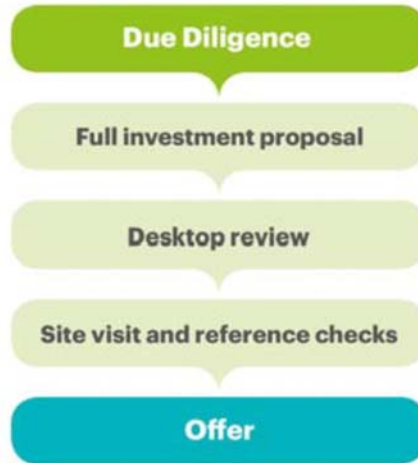 Due Diligence
Full investment proposal
Desktop review
Site visit and reference checks
Offer